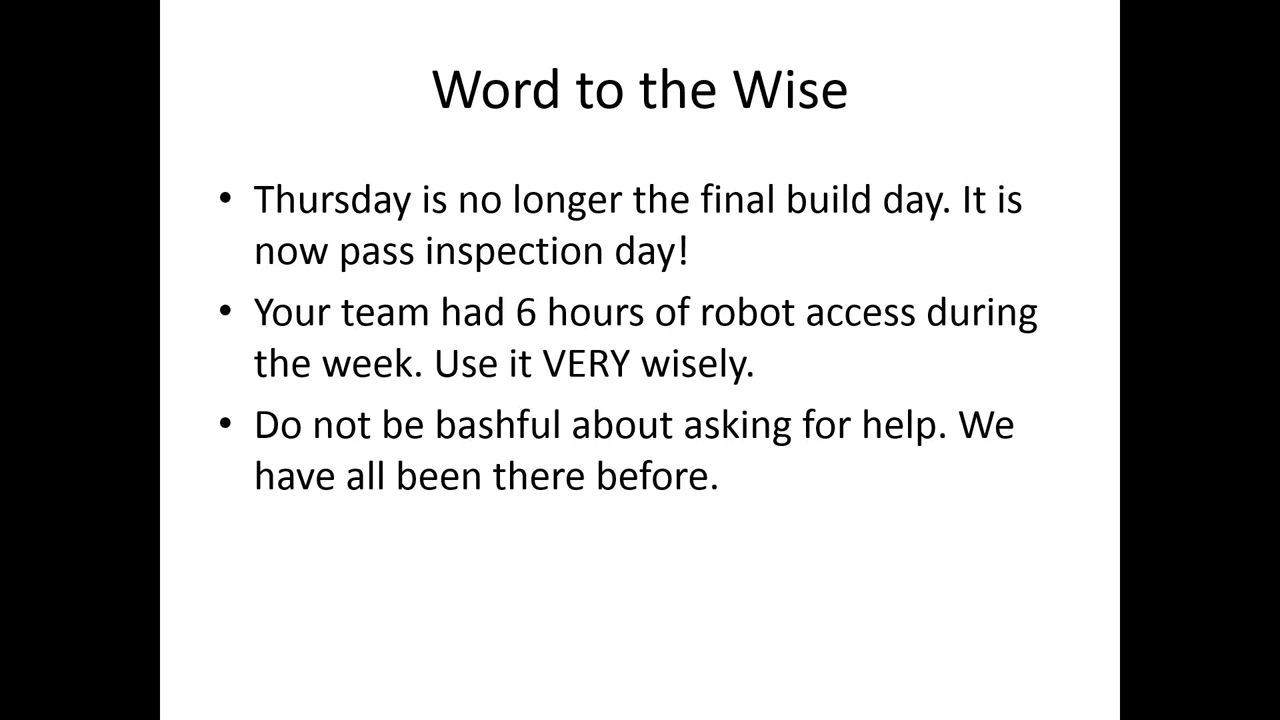 Word to the Wise
• Thursday is no longer the final build day. It is
now pass inspection day!
• Your team had 6 hours of robot access during
the week. Use it VERY wisely.
• Do not be bashful about asking for help. We
have all been there before.